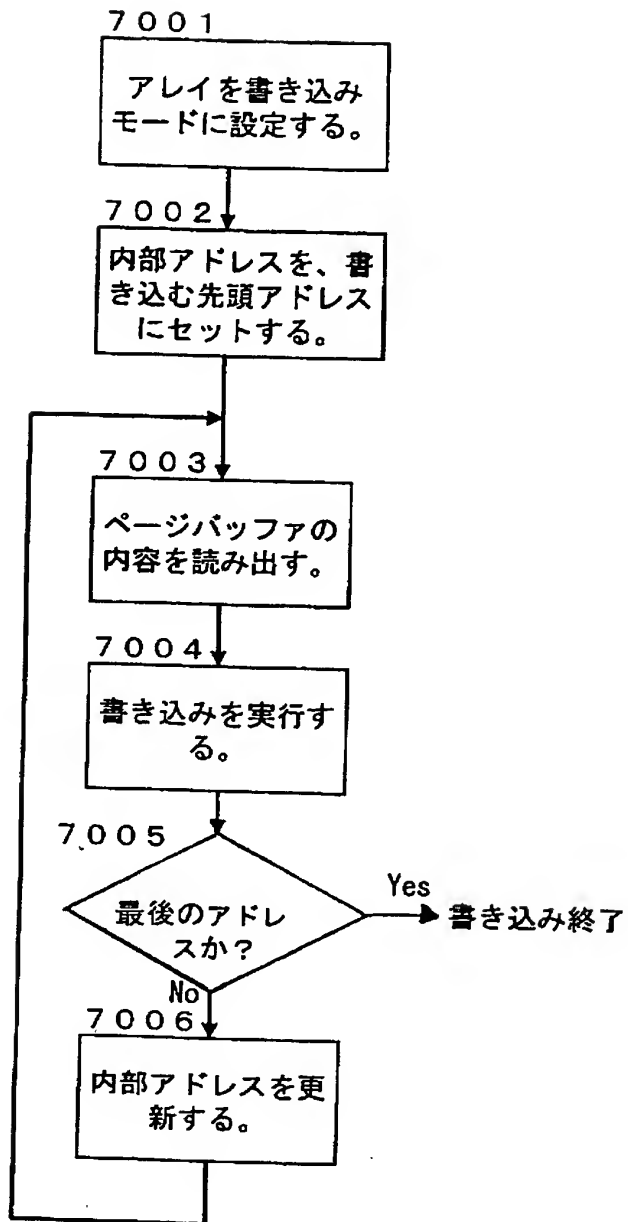 7001
アレイを書き込み
モードに設定する。
7002
内部アドレスを、書
き込む先頭アドレス
にセットする。
7003
ページバッファの
内容を読み出す。
7004
書き込みを実行す
る。
7005
最後のアドレ
スか？
Yes
書き込み終了
No
7006
内部アドレスを更
新する。